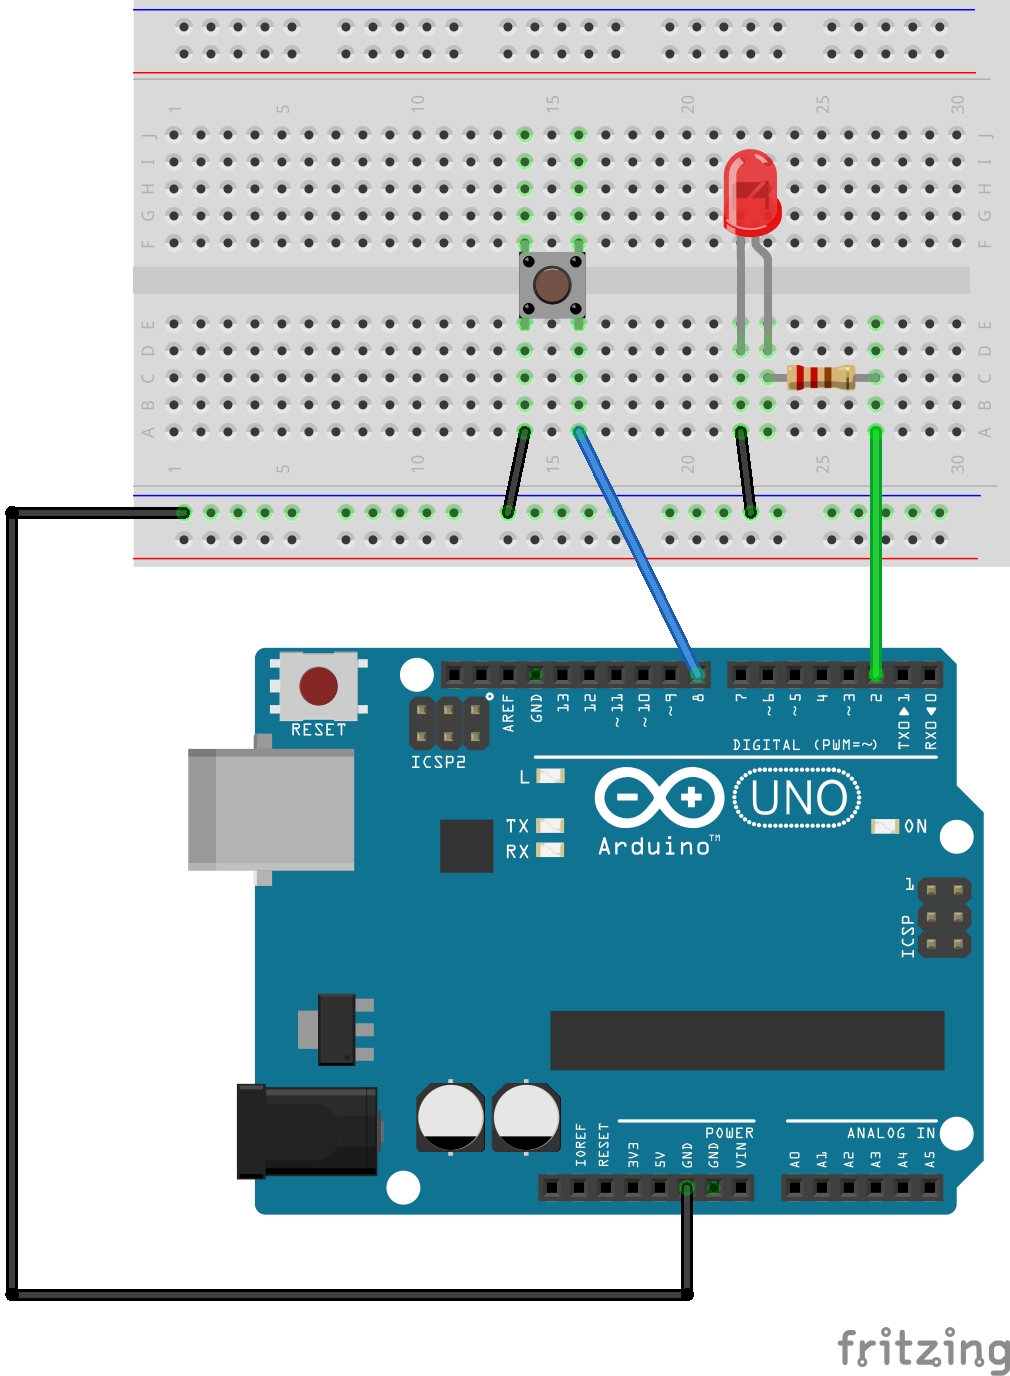 1 5 10 15 20 25 30
J J
I I
H H
G G
F F
E E
D D
C C
B B
A A
1 5 10 15 20 25 30
RESET
ICSP2
AREF GND 13 12 ~11 ~10 ~9 8 7 ~6 ~5 4 ~3 2 TX0 1 RX0 0
DIGITAL (PWM=~)
L
TX
RX
UNO
Arduino™
ON
1
ICSP
POWER
ANALOG IN
IOREF RESET 3V3 5V GND GND VIN A0 A1 A2 A3 A4 A5
fritzing